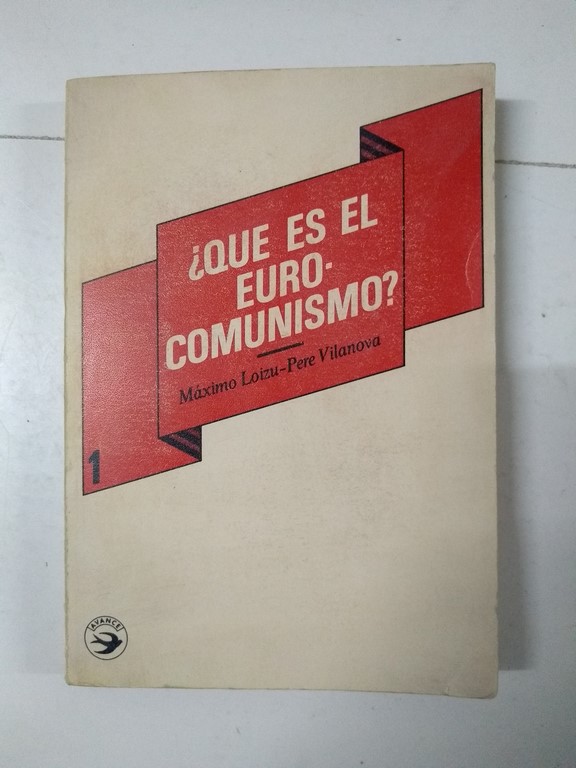 ¿QUE ES EL
EURO-
COMUNISMO?
Máximo Loizu-Pere Vilanova
1
AVANCE